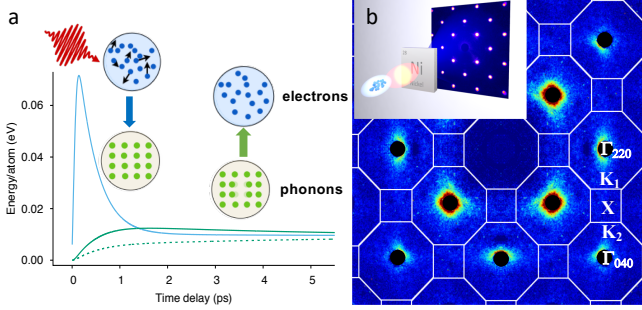 a
electrons
phonons
Energy/atom (eV)
0.06
0.04
0.02
0.00
0
1
2
3
4
5
Time delay (ps)
b
Ni
Γ220
K1
X
K2
Γ040